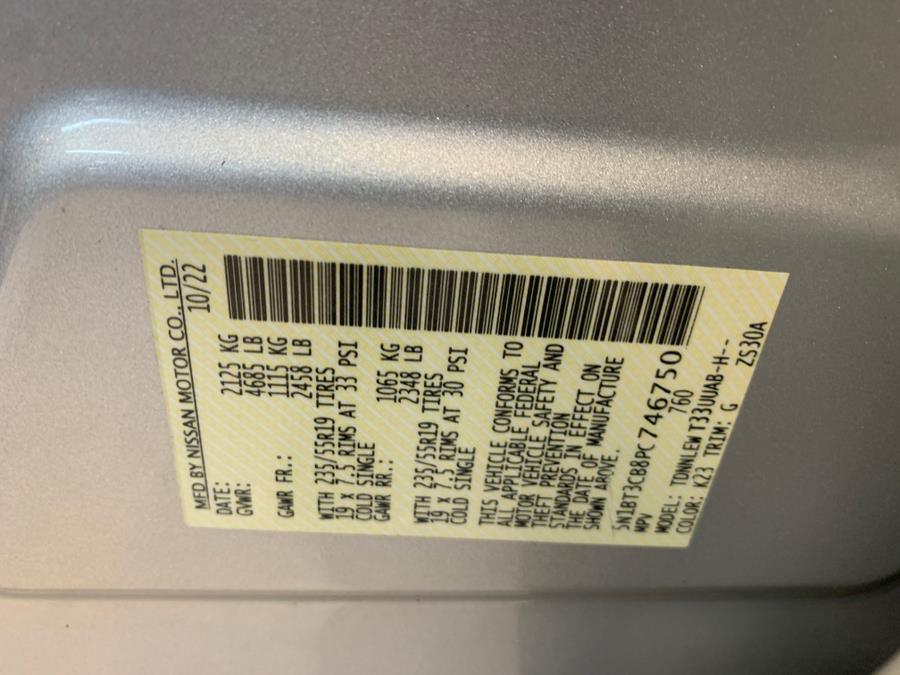 MFD BY NISSAN MOTOR CO., LTD.
DATE: 10/22
GVWR: 2125 KG
4685 LB
GAWR FR.: 1115 KG
2458 LB
WITH 235/55R19 TIRES
19 x 7.5 RIMS AT 33 PSI
COLD SINGLE
GAWR RR.: 1065 KG
2348 LB
WITH 235/55R19 TIRES
19 x 7.5 RIMS AT 30 PSI
COLD SINGLE
THIS VEHICLE CONFORMS TO
ALL APPLICABLE FEDERAL
MOTOR VEHICLE SAFETY AND
THEFT PREVENTION
STANDARDS IN EFFECT ON
THE DATE OF MANUFACTURE
SHOWN ABOVE.
5N1BT3CB8PC746750
MPV 760
MODEL: TDNNLEW T33UUAB-H--
COLOR: K23 TRIM: G ZS30A